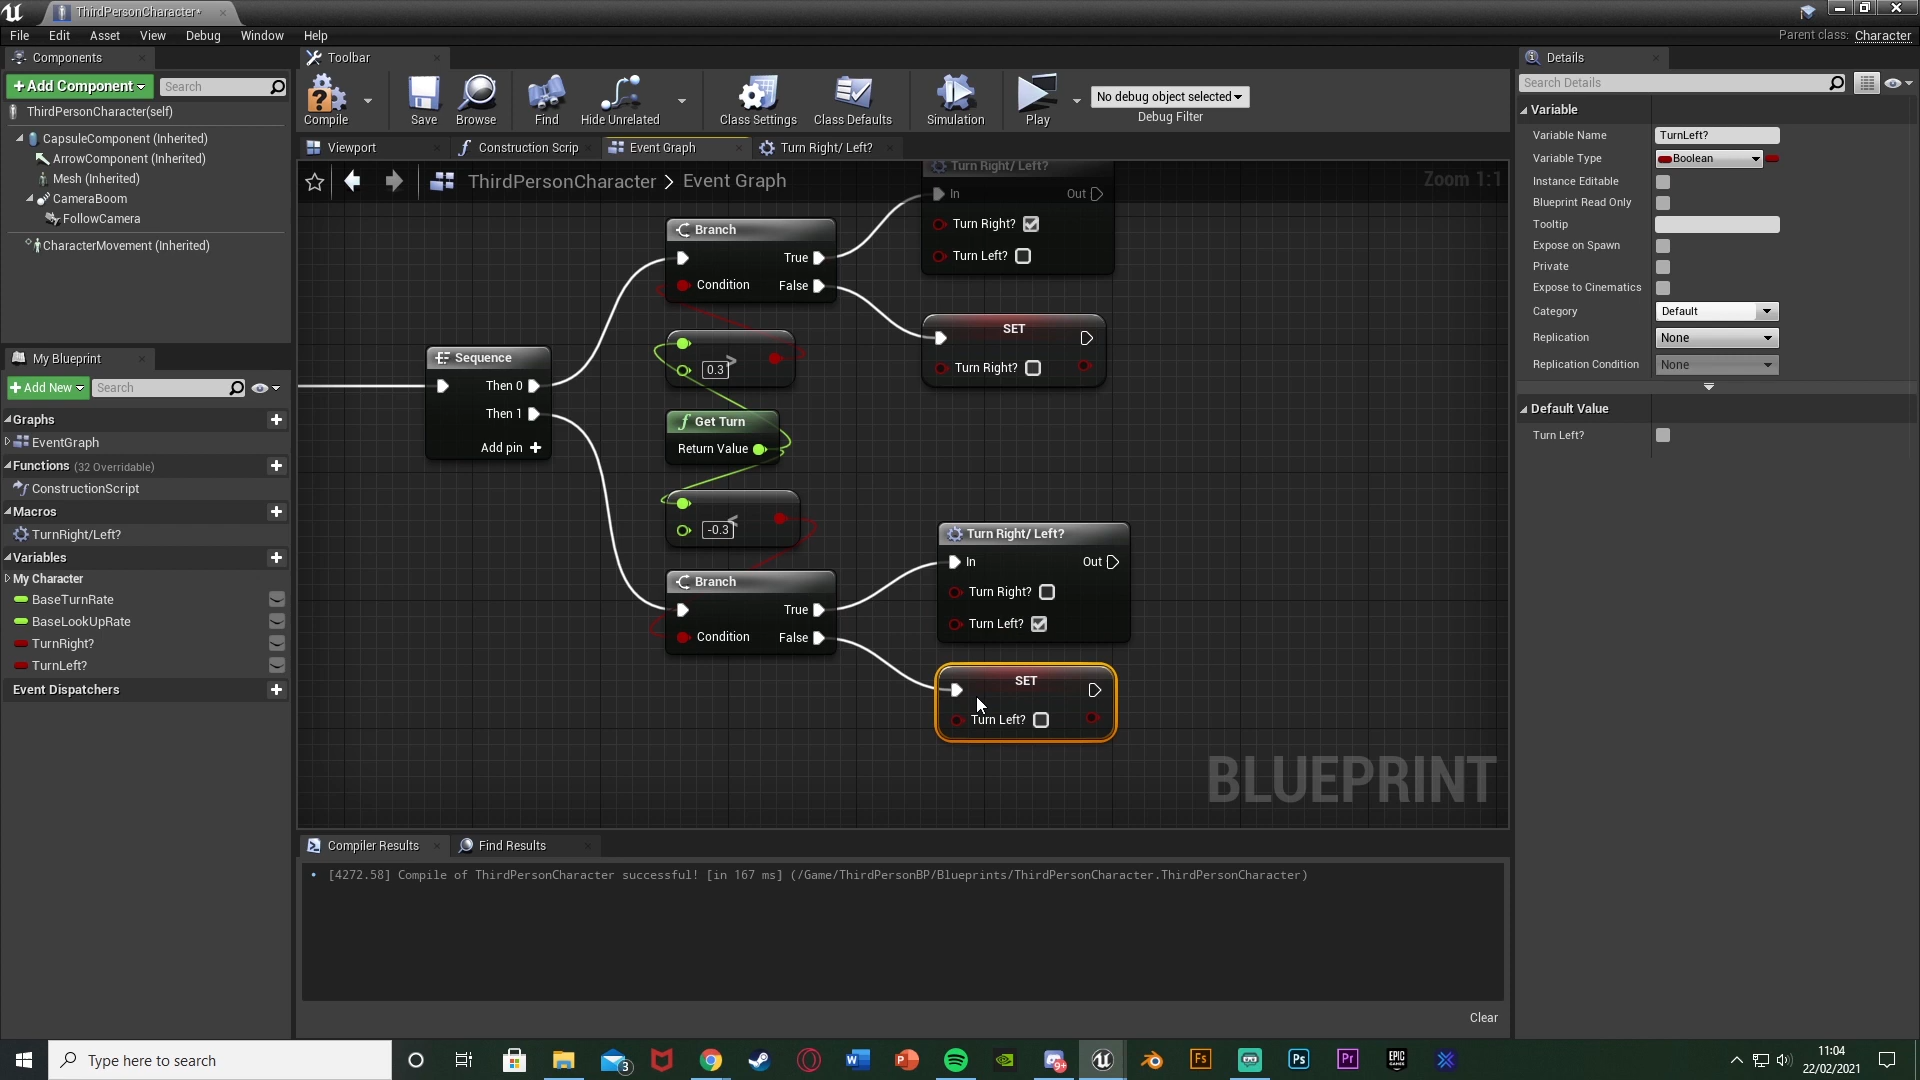 ThirdPersonCharacter*
File Edit Asset View Debug Window Help
Parent class: Character
Components
+Add Component
Search
ThirdPersonCharacter(self)
CapsuleComponent (Inherited)
ArrowComponent (Inherited)
Mesh (Inherited)
CameraBoom
FollowCamera
CharacterMovement (Inherited)
My Blueprint
+Add New
Search
Graphs
EventGraph
Functions (32 Overridable)
ConstructionScript
Macros
TurnRight/Left?
Variables
My Character
BaseTurnRate
BaseLookUpRate
TurnRight?
TurnLeft?
Event Dispatchers
Toolbar
Compile
Save
Browse
Find
Hide Unrelated
Class Settings
Class Defaults
Simulation
Play
No debug object selected
Debug Filter
Viewport
Construction Scrip
Event Graph
Turn Right/ Left?
ThirdPersonCharacter > Event Graph
Zoom 1:1
Sequence
Then 0
Then 1
Add pin +
Branch
True
Condition
False
>
0.3
Get Turn
Return Value
<
-0.3
Branch
True
Condition
False
Turn Right/ Left?
In
Out
Turn Right?
Turn Left?
SET
Turn Right?
Turn Right/ Left?
In
Out
Turn Right?
Turn Left?
SET
Turn Left?
BLUEPRINT
Compiler Results
Find Results
[4272.58] Compile of ThirdPersonCharacter successful! [in 167 ms] (/Game/ThirdPersonBP/Blueprints/ThirdPersonCharacter.ThirdPersonCharacter)
Clear
Details
Search Details
Variable
Variable Name TurnLeft?
Variable Type Boolean
Instance Editable
Blueprint Read Only
Tooltip
Expose on Spawn
Private
Expose to Cinematics
Category Default
Replication None
Replication Condition None
Default Value
Turn Left?
Type here to search
3
W
P
9+
Fs
Ps
Pr
EPIC
GAMES
11:04
22/02/2021